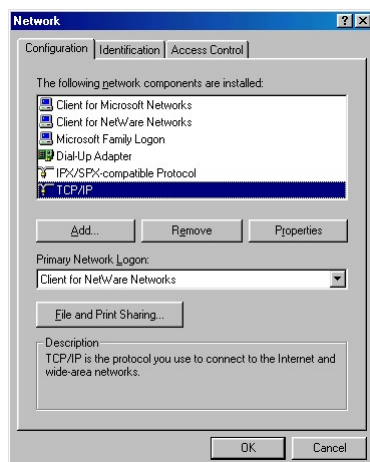 Network
Configuration Identification Access Control
The following network components are installed:
Client for Microsoft Networks
Client for NetWare Networks
Microsoft Family Logon
Dial-Up Adapter
IPX/SPX-compatible Protocol
TCP/IP
Add... Remove Properties
Primary Network Logon:
Client for NetWare Networks
File and Print Sharing...
Description
TCP/IP is the protocol you use to connect to the Internet and
wide-area networks.
OK Cancel